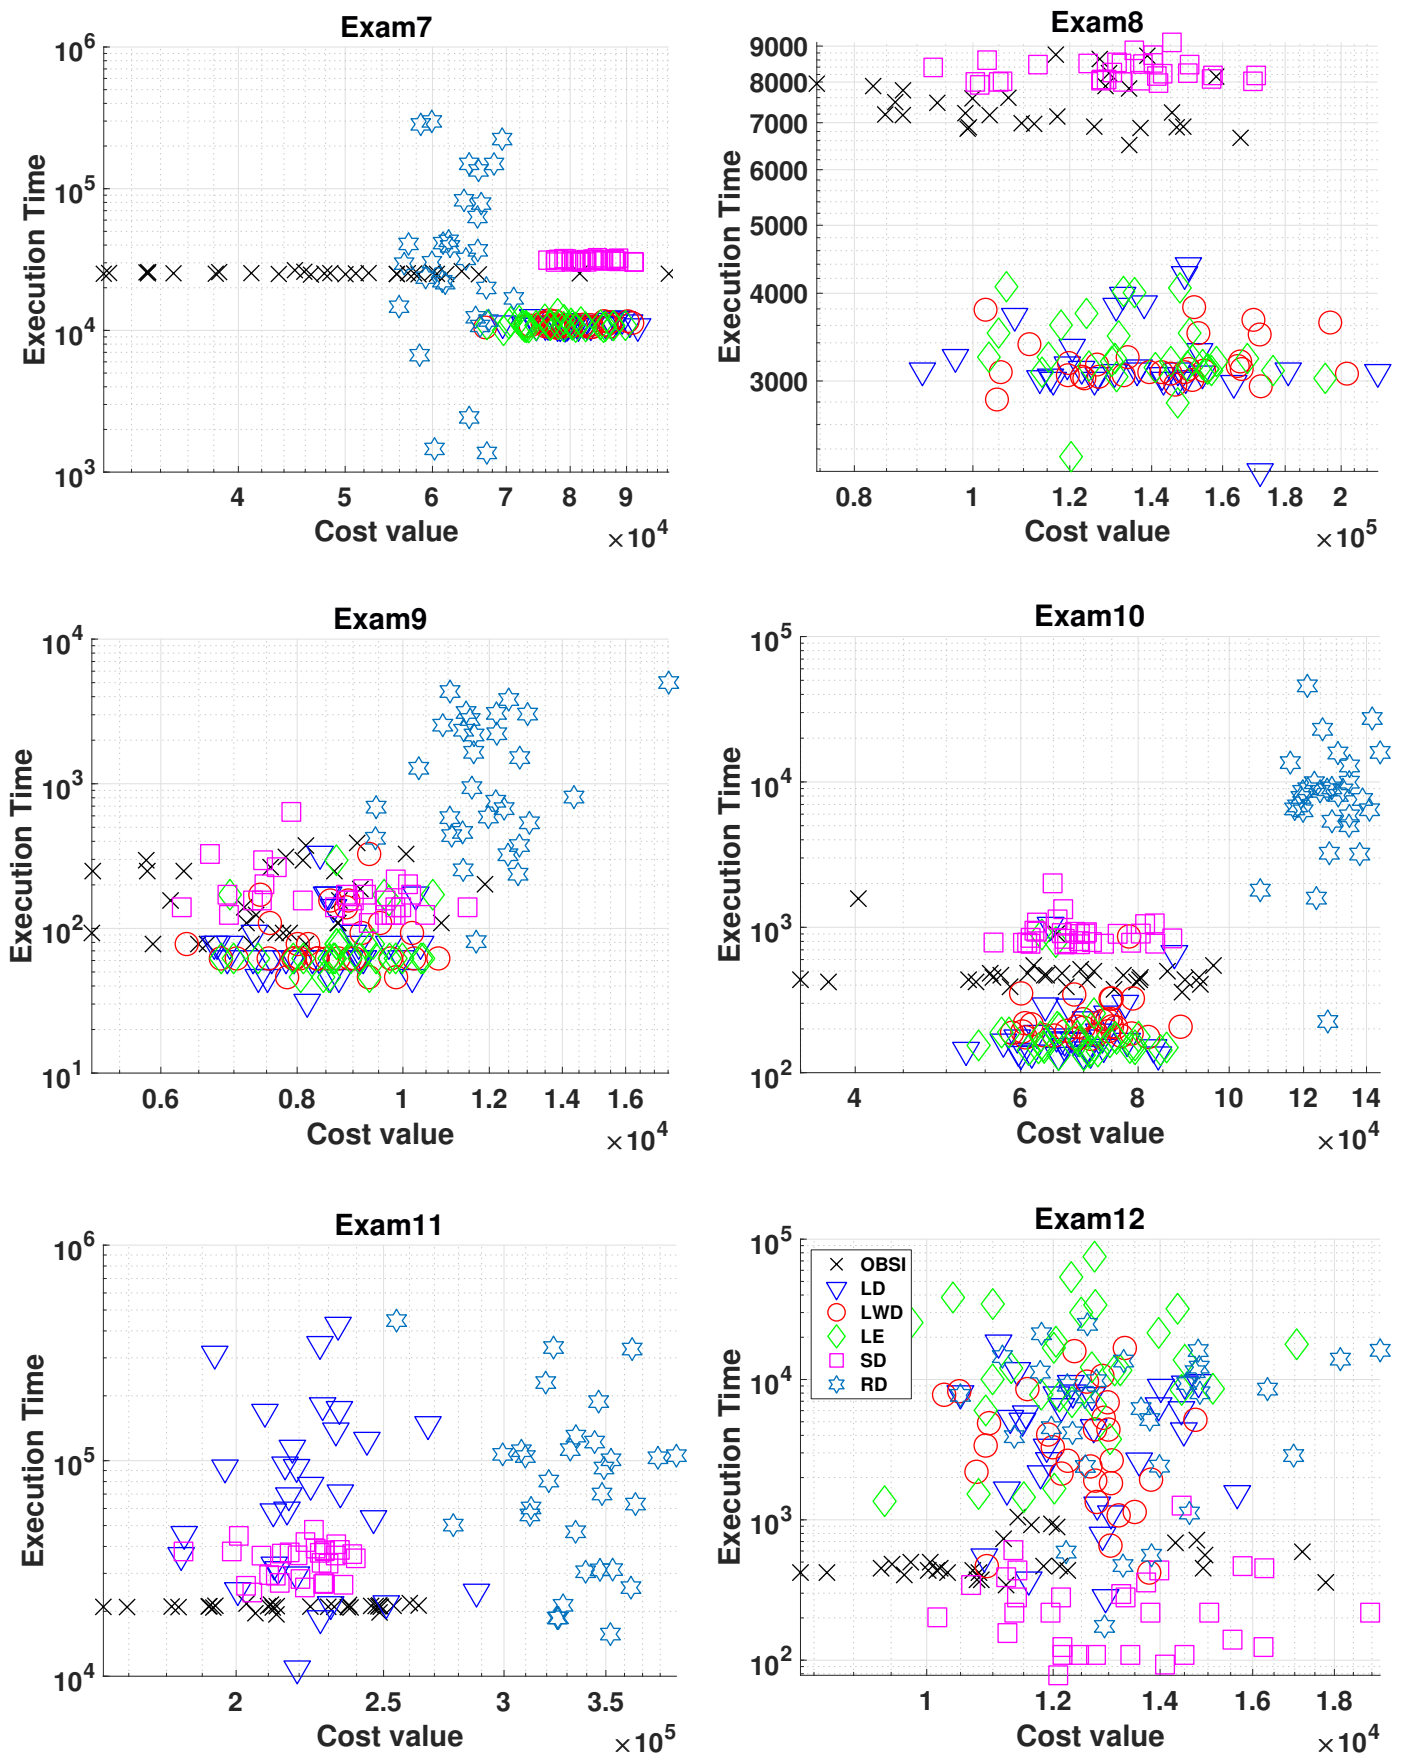 Exam7
Execution Time
10^6
10^5
10^4
10^3
4 5 6 7 8 9
Cost value
×10^4
Exam8
Execution Time
9000
8000
7000
6000
5000
4000
3000
0.8 1 1.2 1.4 1.6 1.8 2
Cost value
×10^5
Exam9
Execution Time
10^4
10^3
10^2
10^1
0.6 0.8 1 1.2 1.4 1.6
Cost value
×10^4
Exam10
Execution Time
10^5
10^4
10^3
10^2
4 6 8 10 12 14
Cost value
×10^4
Exam11
Execution Time
10^6
10^5
10^4
2 2.5 3 3.5
Cost value
×10^5
Exam12
Execution Time
10^5
10^4
10^3
10^2
OBSI
LD
LWD
LE
SD
RD
1 1.2 1.4 1.6 1.8
Cost value
×10^4